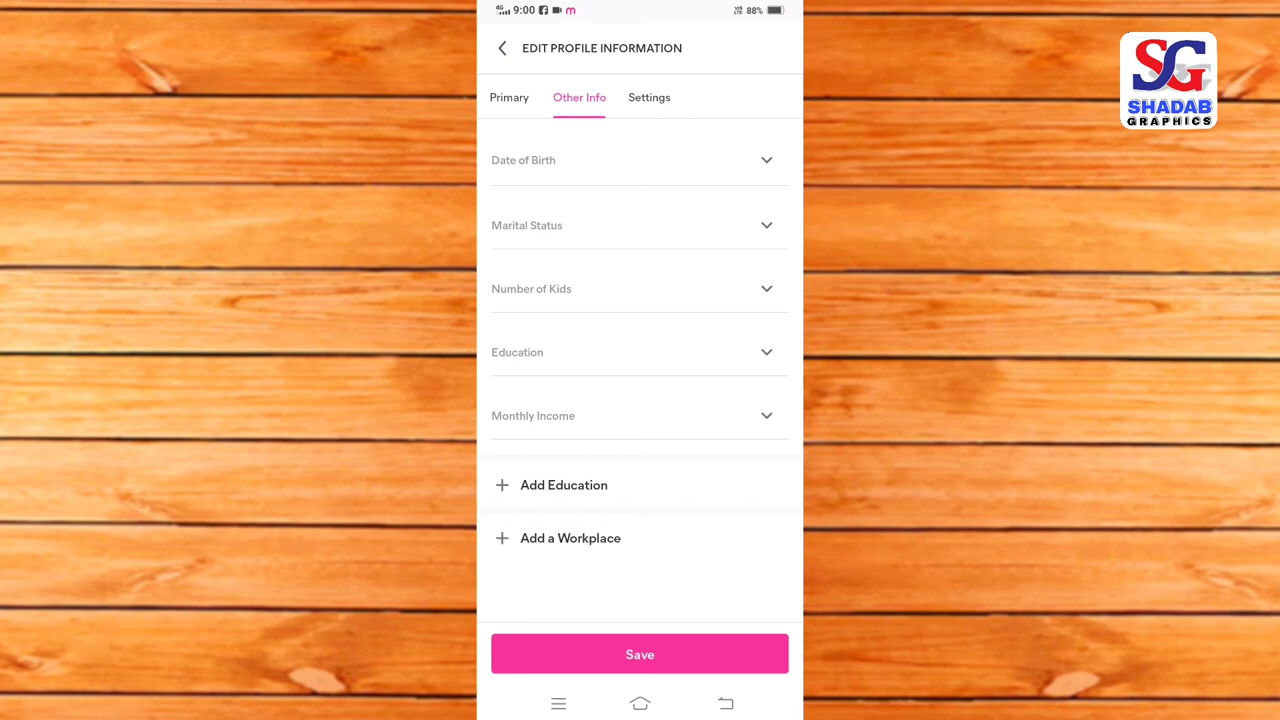 4G 9:00 88%
EDIT PROFILE INFORMATION
Primary Other Info Settings
Date of Birth
Marital Status
Number of Kids
Education
Monthly Income
Add Education
Add a Workplace
Save
SG
SHADAB
GRAPHICS